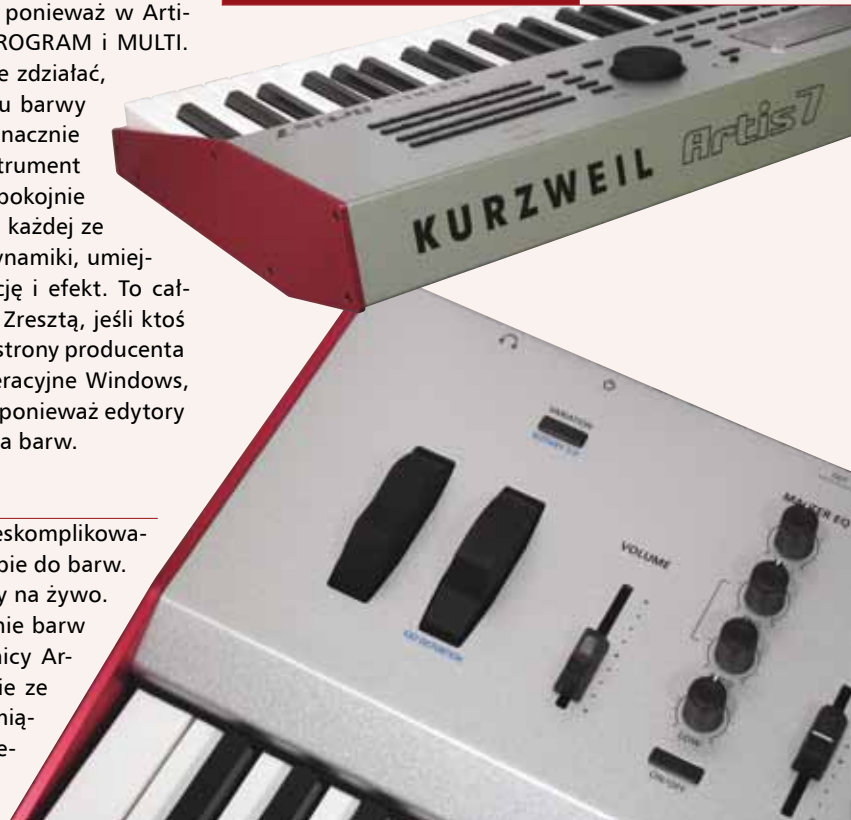 ponieważ w Arti-
ROGRAM i MULTI.
e zdziałać,
u barwy
nacznie
trument
pokojnie
każdej ze
ynamiki, umiej-
cję i efekt. To cał-
Zresztą, jeśli ktoś
strony producenta
eracyjne Windows,
ponieważ edytory
a barw.
eskomplikowa-
pie do barw.
y na żywo.
nie barw
nicy Ar-
ie ze
mią-
e-
KURZWEIL Artis7
VARIATION
VOLUME
MASTER EQ
LOW
ON/OFF